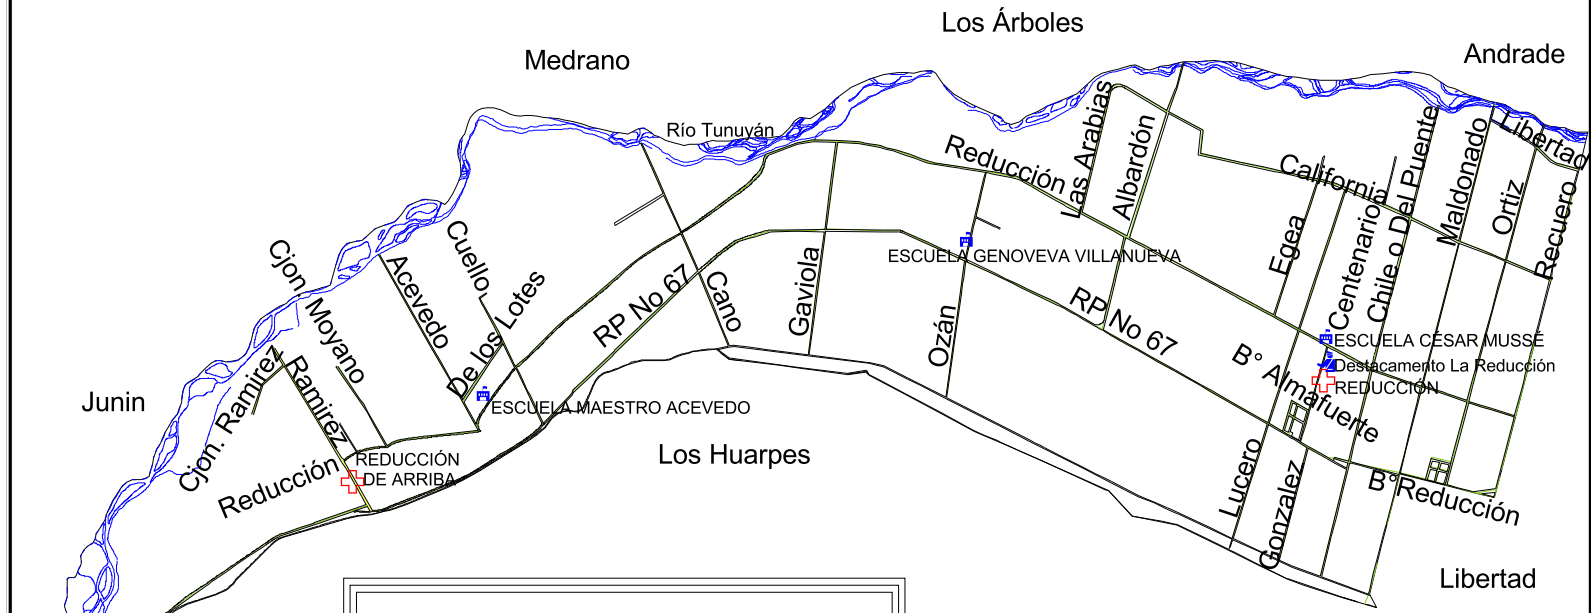 Los Árboles
Medrano
Andrade
Río Tunuyán
Libertad
Reducción
Las Arabias
Albardón
California
Chile o Del Puente
Maldonado
Ortiz
Recuero
Egea
Centenario
Cjon. Moyano
Acevedo
Cuello
De los Lotes
RP No 67
Cano
Gaviola
Ozán
ESCUELA GENOVEVA VILLANUEVA
RP No 67
ESCUELA CÉSAR MUSSÉ
Destacamento La Reducción
REDUCCIÓN
B° Almafuerte
Junin
Cjon. Ramirez
Ramirez
ESCUELA MAESTRO ACEVEDO
Los Huarpes
REDUCCIÓN
DE ARRIBA
Reducción
Lucero
Gonzalez
B°Reducción
Libertad